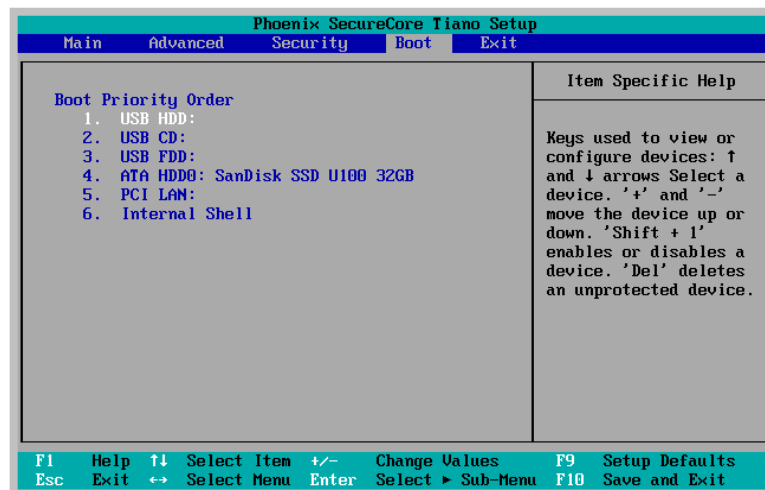 Phoenix SecureCore Tiano Setup
Main Advanced Security Boot Exit
Boot Priority Order
1. USB HDD:
2. USB CD:
3. USB FDD:
4. ATA HDD0: SanDisk SSD U100 32GB
5. PCI LAN:
6. Internal Shell
Item Specific Help
Keys used to view or
configure devices: ↑
and ↓ arrows Select a
device. '+' and '-'
move the device up or
down. 'Shift + 1'
enables or disables a
device. 'Del' deletes
an unprotected device.
F1 Help ↑↓ Select Item +/- Change Values F9 Setup Defaults
Esc Exit ↔ Select Menu Enter Select ► Sub-Menu F10 Save and Exit